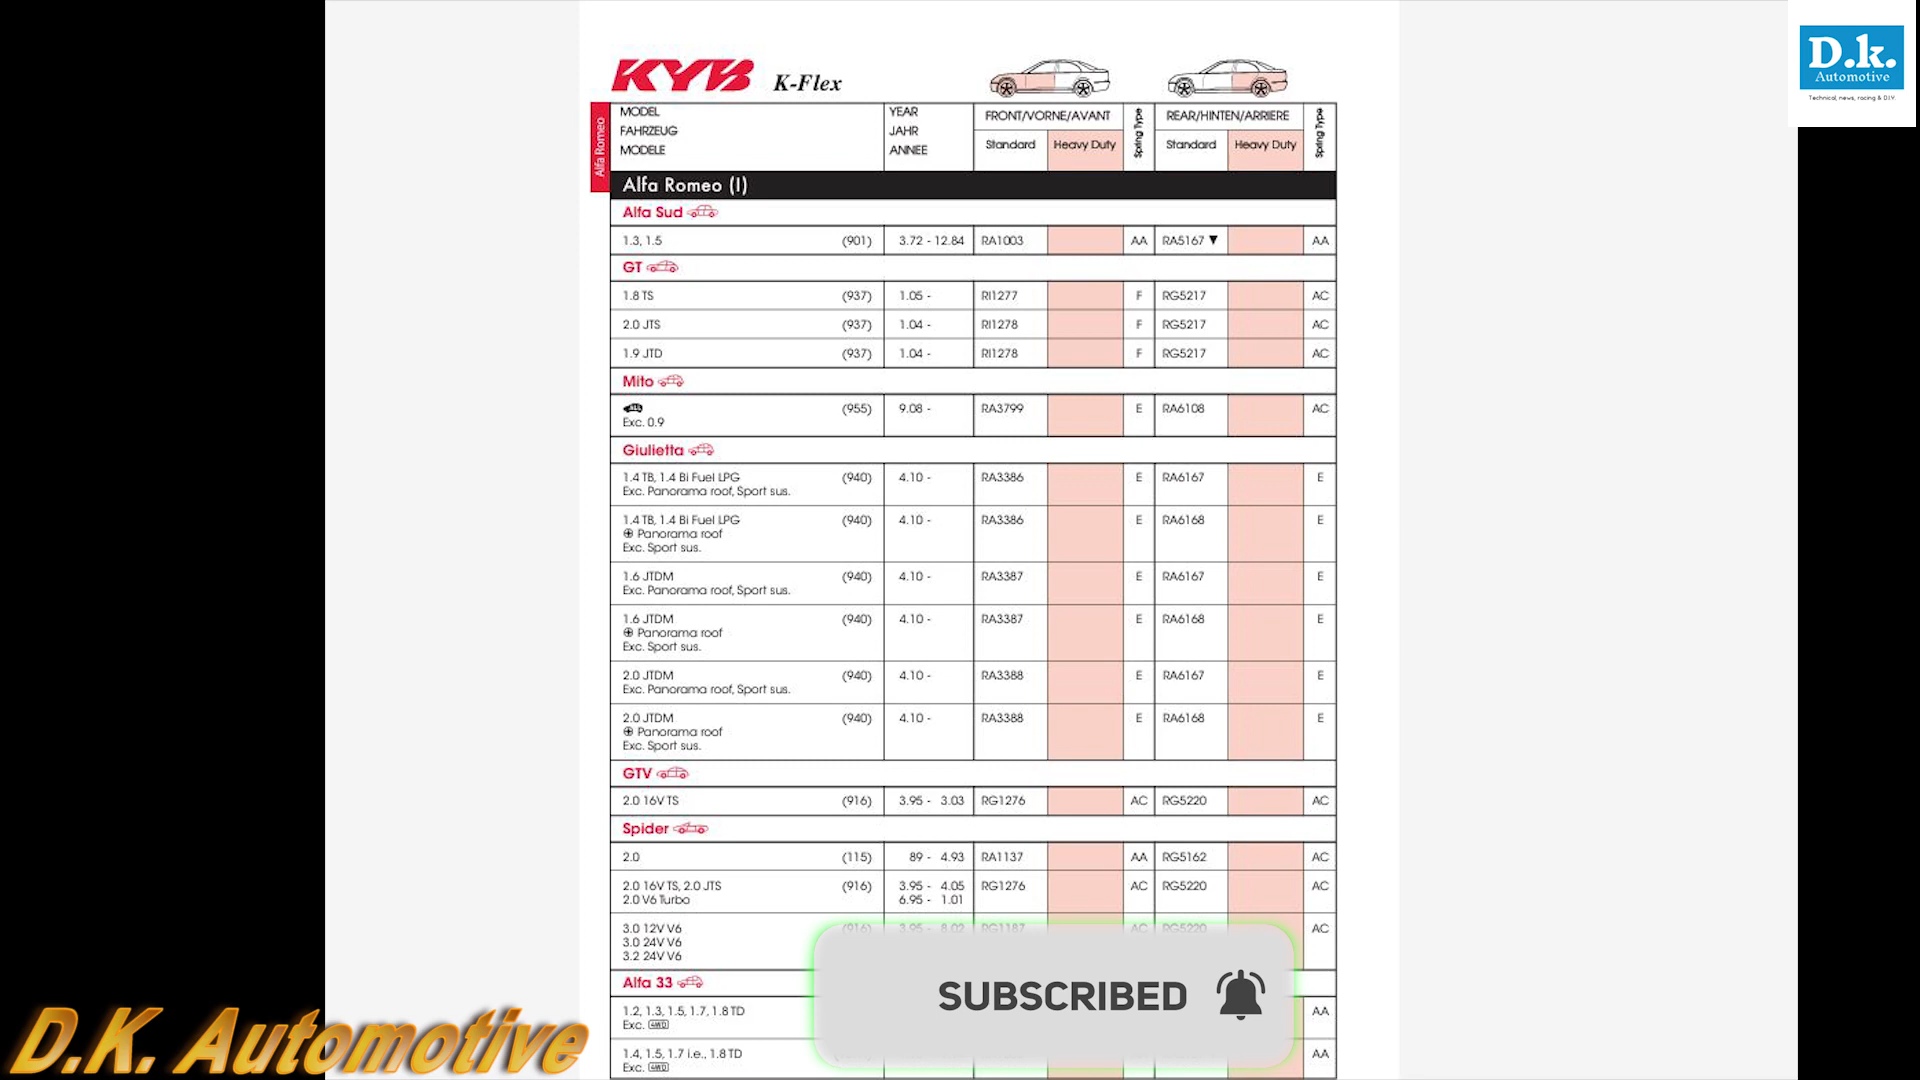 KYB K-Flex
D.k.
Automotive
Technical, news, racing & D.I.Y.
Alfa Romeo
MODEL YEAR FRONT/VORNE/AVANT Spring Type REAR/HINTEN/ARRIERE Spring Type
FAHRZEUG JAHR
MODELE ANNEE Standard Heavy Duty Standard Heavy Duty
Alfa Romeo (I)
Alfa Sud
1.3, 1.5 (901) 3.72 - 12.84 RA1003 AA RA5167 ▼ AA
GT
1.8 TS (937) 1.05 - RI1277 F RG5217 AC
2.0 JTS (937) 1.04 - RI1278 F RG5217 AC
1.9 JTD (937) 1.04 - RI1278 F RG5217 AC
Mito
ALL (955) 9.08 - RA3799 E RA6108 AC
Exc. 0.9
Giulietta
1.4 TB, 1.4 Bi Fuel LPG (940) 4.10 - RA3386 E RA6167 E
Exc. Panorama roof, Sport sus.
1.4 TB, 1.4 Bi Fuel LPG (940) 4.10 - RA3386 E RA6168 E
⊕ Panorama roof
Exc. Sport sus.
1.6 JTDM (940) 4.10 - RA3387 E RA6167 E
Exc. Panorama roof, Sport sus.
1.6 JTDM (940) 4.10 - RA3387 E RA6168 E
⊕ Panorama roof
Exc. Sport sus.
2.0 JTDM (940) 4.10 - RA3388 E RA6167 E
Exc. Panorama roof, Sport sus.
2.0 JTDM (940) 4.10 - RA3388 E RA6168 E
⊕ Panorama roof
Exc. Sport sus.
GTV
2.0 16V TS (916) 3.95 - 3.03 RG1276 AC RG5220 AC
Spider
2.0 (115) 89 - 4.93 RA1137 AA RG5162 AC
2.0 16V TS, 2.0 JTS (916) 3.95 - 4.05 RG1276 AC RG5220 AC
2.0 V6 Turbo 6.95 - 1.01
3.0 12V V6 (916) 3.95 - 8.02 RG1187 AC RG5220 AC
3.0 24V V6
3.2 24V V6
Alfa 33
1.2, 1.3, 1.5, 1.7, 1.8 TD AA
Exc. 4WD
1.4, 1.5, 1.7 i.e., 1.8 TD AA
Exc. 4WD
SUBSCRIBED
D.K. Automotive